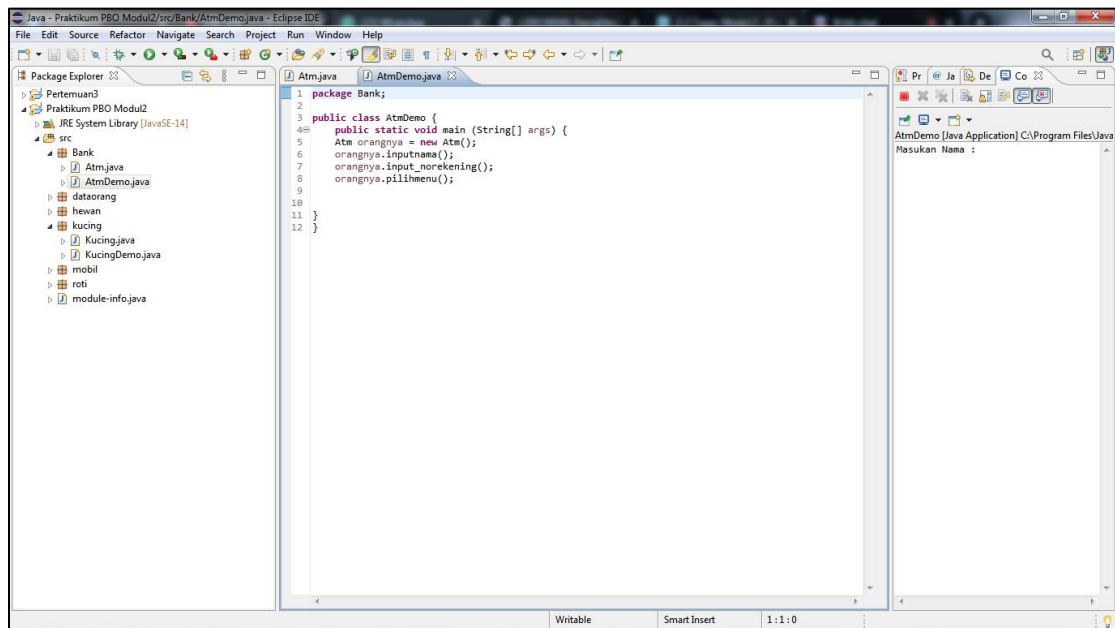 Java - Praktikum PBO Modul2/src/Bank/AtmDemo.java - Eclipse IDE
File Edit Source Refactor Navigate Search Project Run Window Help
Package Explorer
Pertemuan3
Praktikum PBO Modul2
JRE System Library [JavaSE-14]
src
Bank
Atm.java
AtmDemo.java
dataorang
hewan
kucing
Kucing.java
KucingDemo.java
mobil
roti
module-info.java
Atm.java AtmDemo.java
1 package Bank;
2
3 public class AtmDemo {
4 public static void main (String[] args) {
5 Atm orangnya = new Atm();
6 orangnya.inputnama();
7 orangnya.input_norekening();
8 orangnya.pilihmenu();
9
10
11 }
12 }
Pr Ja De Co
AtmDemo [Java Application] C:\Program Files\Java
Masukan Nama :
Writable Smart Insert 1:1:0